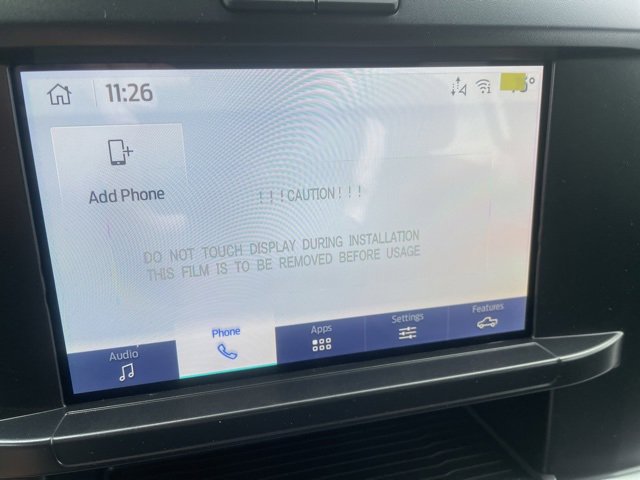 11:26
Add Phone
!!!CAUTION!!!
DO NOT TOUCH DISPLAY DURING INSTALLATION
THIS FILM IS TO BE REMOVED BEFORE USAGE
Audio
Phone
Apps
Settings
Features